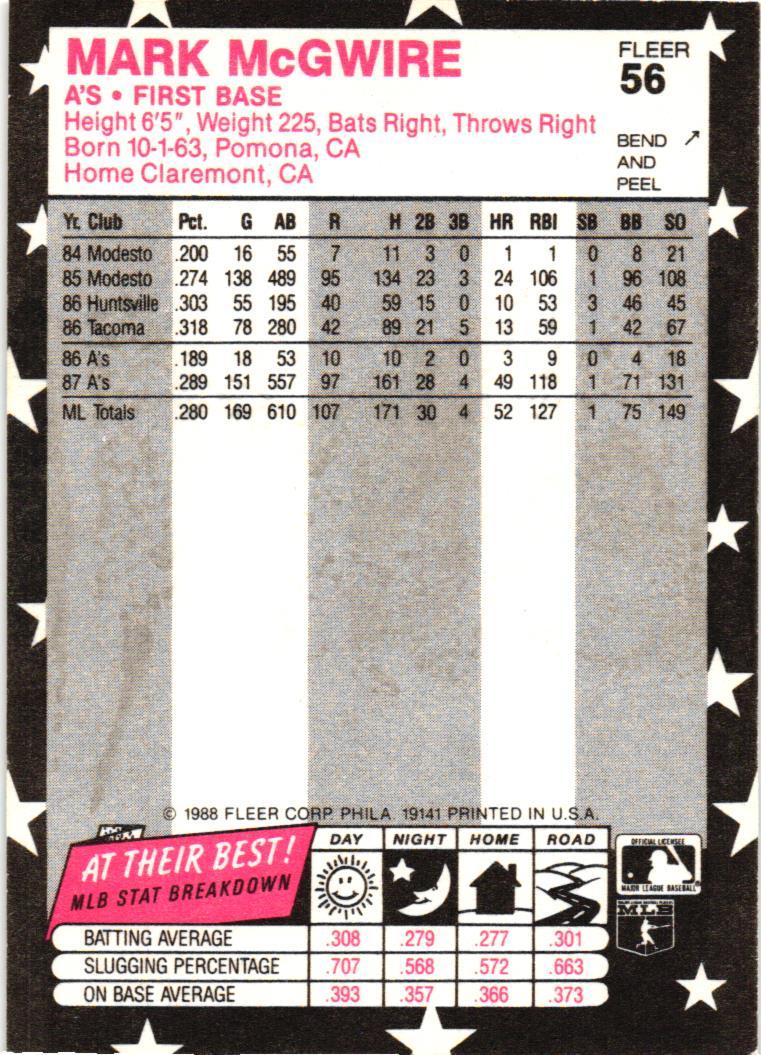 MARK McGWIRE
A'S • FIRST BASE
Height 6'5", Weight 225, Bats Right, Throws Right
Born 10-1-63, Pomona, CA
Home Claremont, CA
FLEER
56
BEND ↗
AND
PEEL
Yr. Club Pct. G AB R H 2B 3B HR RBI SB BB SO
84 Modesto .200 16 55 7 11 3 0 1 1 0 8 21
85 Modesto .274 138 489 95 134 23 3 24 106 1 96 108
86 Huntsville .303 55 195 40 59 15 0 10 53 3 46 45
86 Tacoma .318 78 280 42 89 21 5 13 59 1 42 67
86 A's .189 18 53 10 10 2 0 3 9 0 4 18
87 A's .289 151 557 97 161 28 4 49 118 1 71 131
ML Totals .280 169 610 107 171 30 4 52 127 1 75 149
© 1988 FLEER CORP. PHILA. 19141 PRINTED IN U.S.A.
AT THEIR BEST!
MLB STAT BREAKDOWN
DAY NIGHT HOME ROAD
BATTING AVERAGE .308 .279 .277 .301
SLUGGING PERCENTAGE .707 .568 .572 .663
ON BASE AVERAGE .393 .357 .366 .373
OFFICIAL LICENSEE
MAJOR LEAGUE BASEBALL
MLB